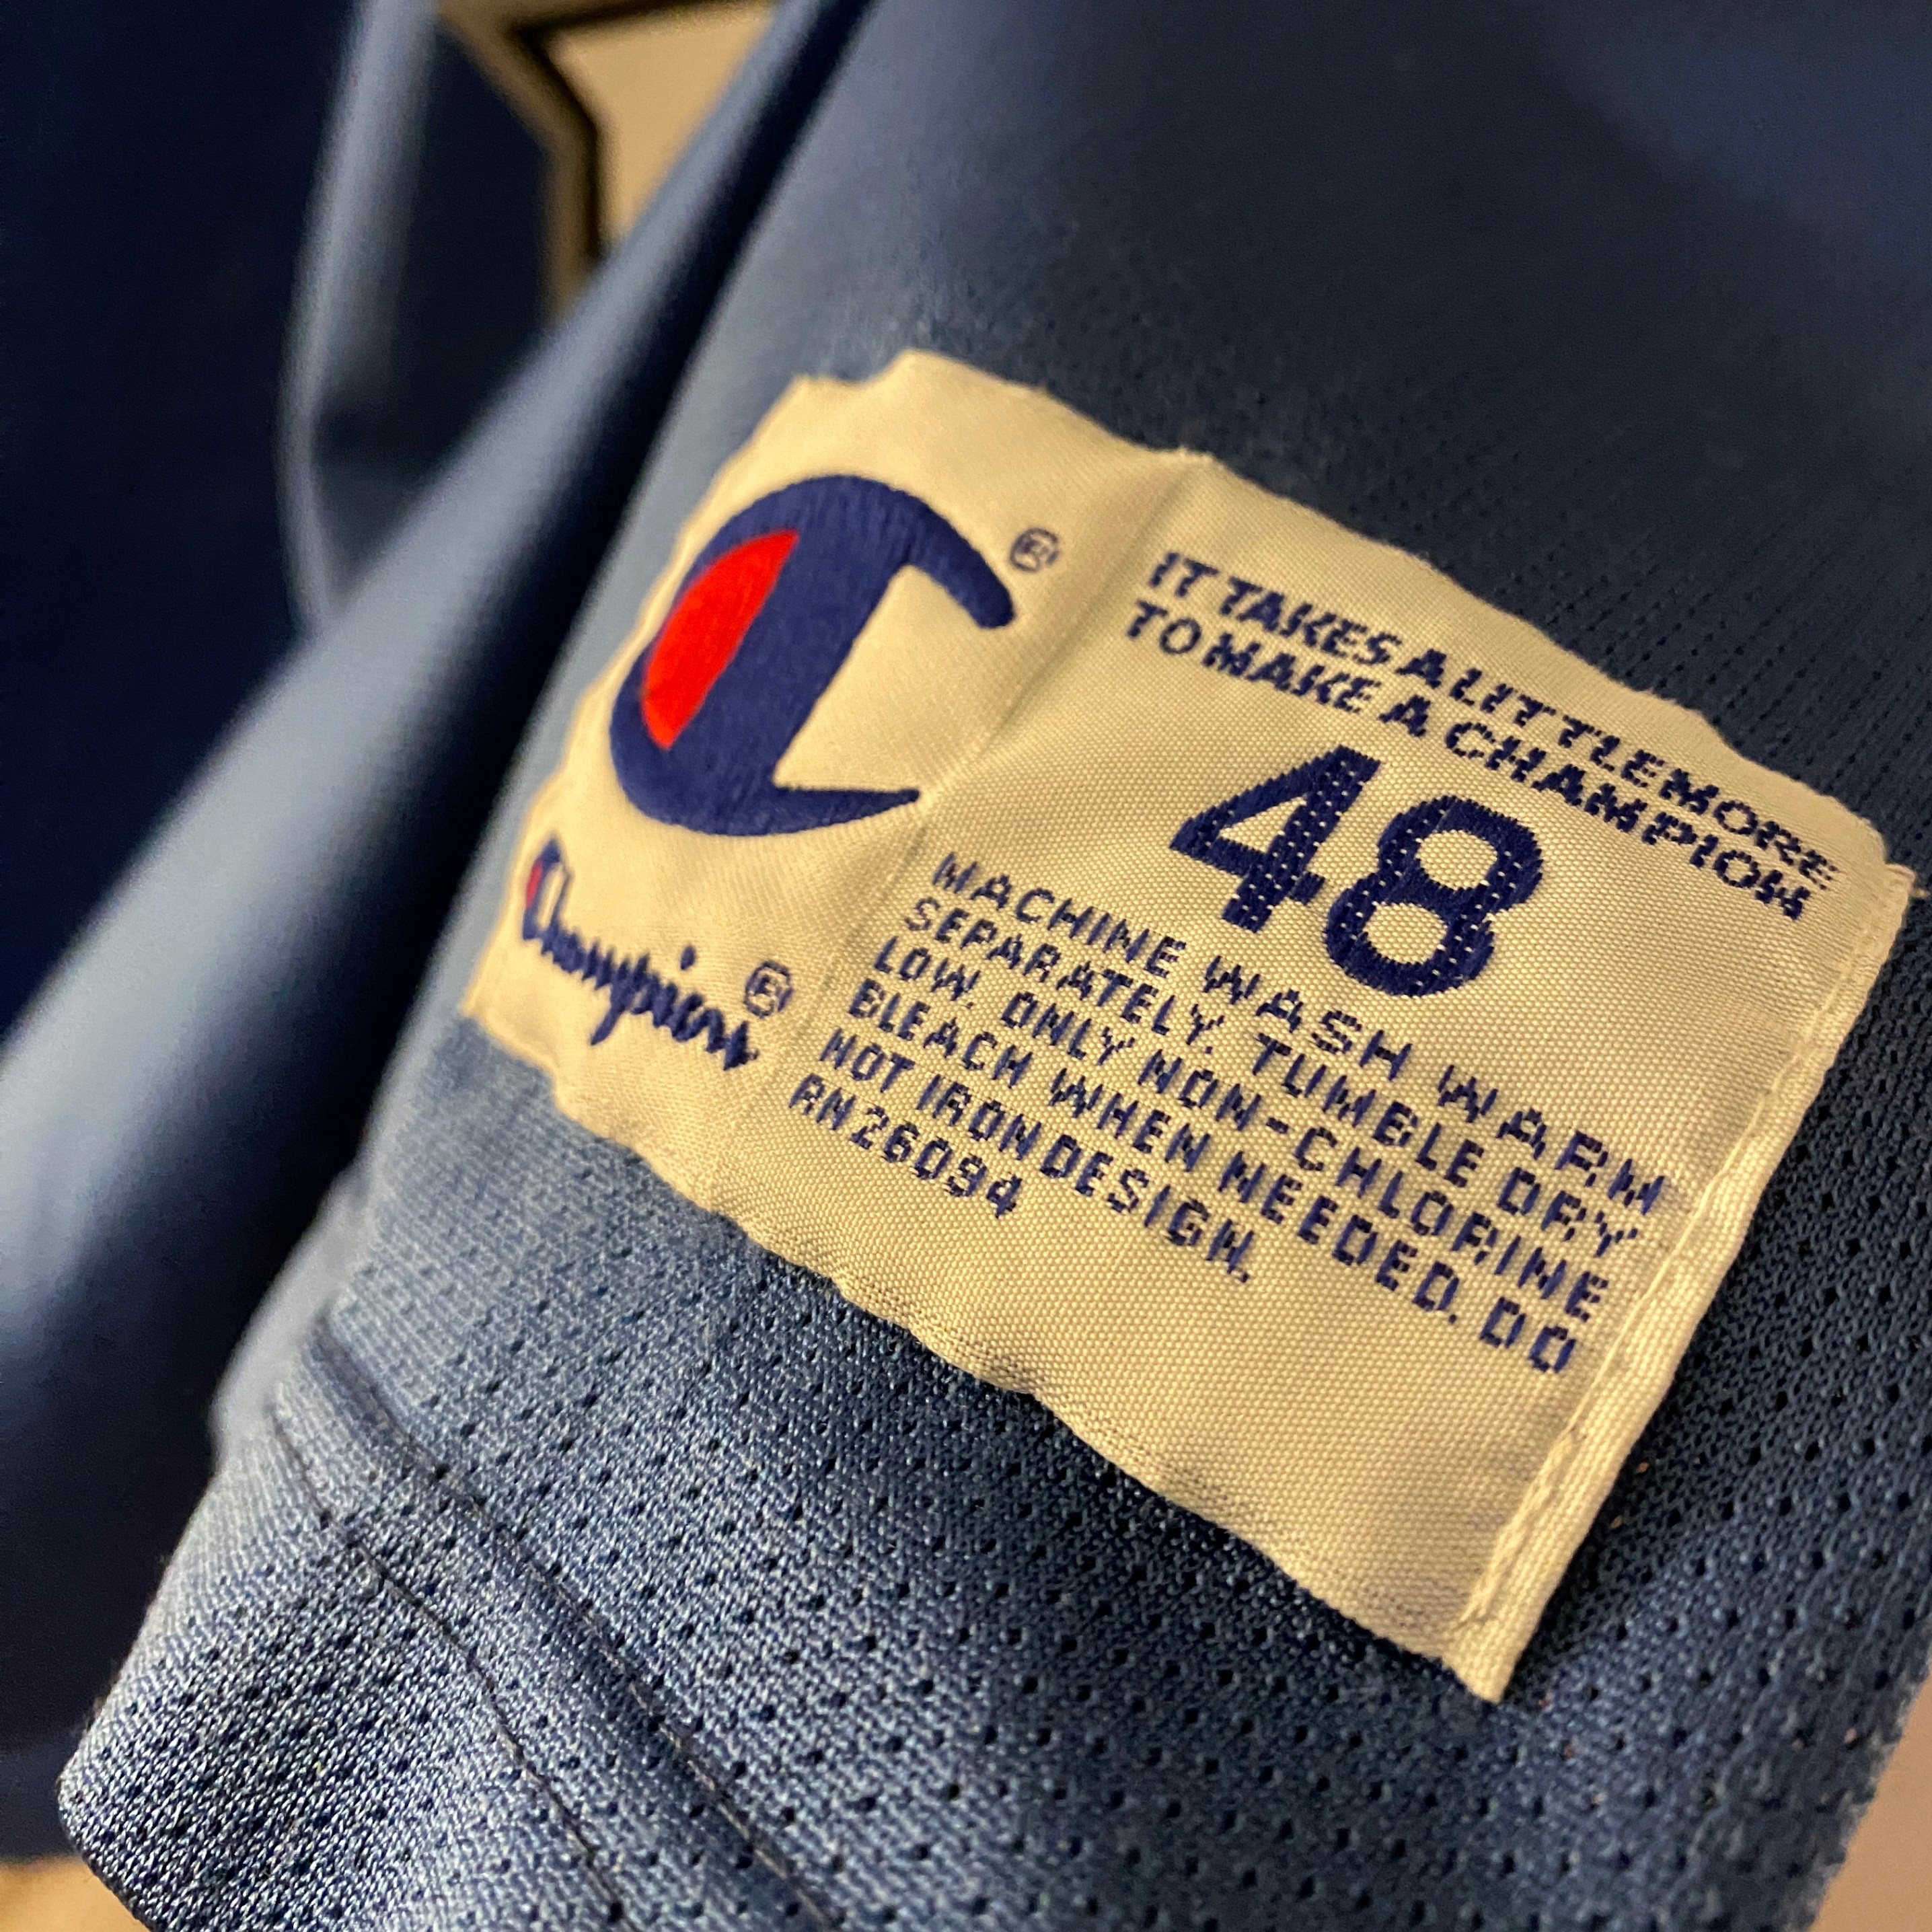 ®
Champion®
IT TAKES A LITTLE MORE
TO MAKE A CHAMPION
48
MACHINE WASH WARM
SEPARATELY. TUMBLE DRY
LOW. ONLY NON-CHLORINE
BLEACH WHEN NEEDED. DO
NOT IRON DESIGN.
RN26094